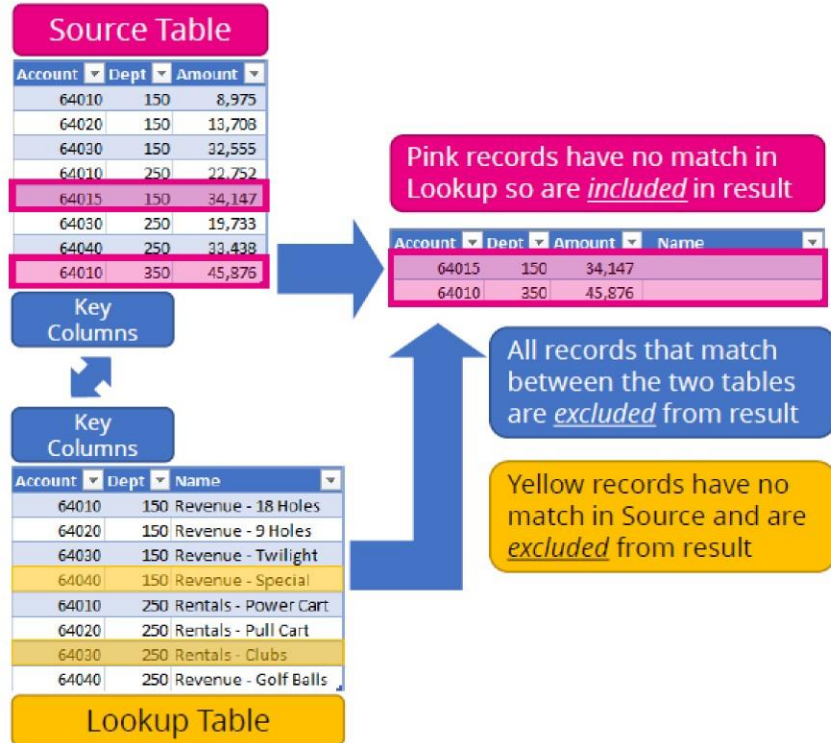 Source Table
Account Dept Amount
64010 150 8,975
64020 150 13,708
64030 150 32,555
64010 250 22,752
64015 150 34,147
64030 250 19,733
64040 250 33,438
64010 350 45,876
Key
Columns
Key
Columns
Account Dept Name
64010 150 Revenue - 18 Holes
64020 150 Revenue - 9 Holes
64030 150 Revenue - Twilight
64040 150 Revenue - Special
64010 250 Rentals - Power Cart
64020 250 Rentals - Pull Cart
64030 250 Rentals - Clubs
64040 250 Revenue - Golf Balls
Lookup Table
Pink records have no match in
Lookup so are included in result
Account Dept Amount Name
64015 150 34,147
64010 350 45,876
All records that match
between the two tables
are excluded from result
Yellow records have no
match in Source and are
excluded from result